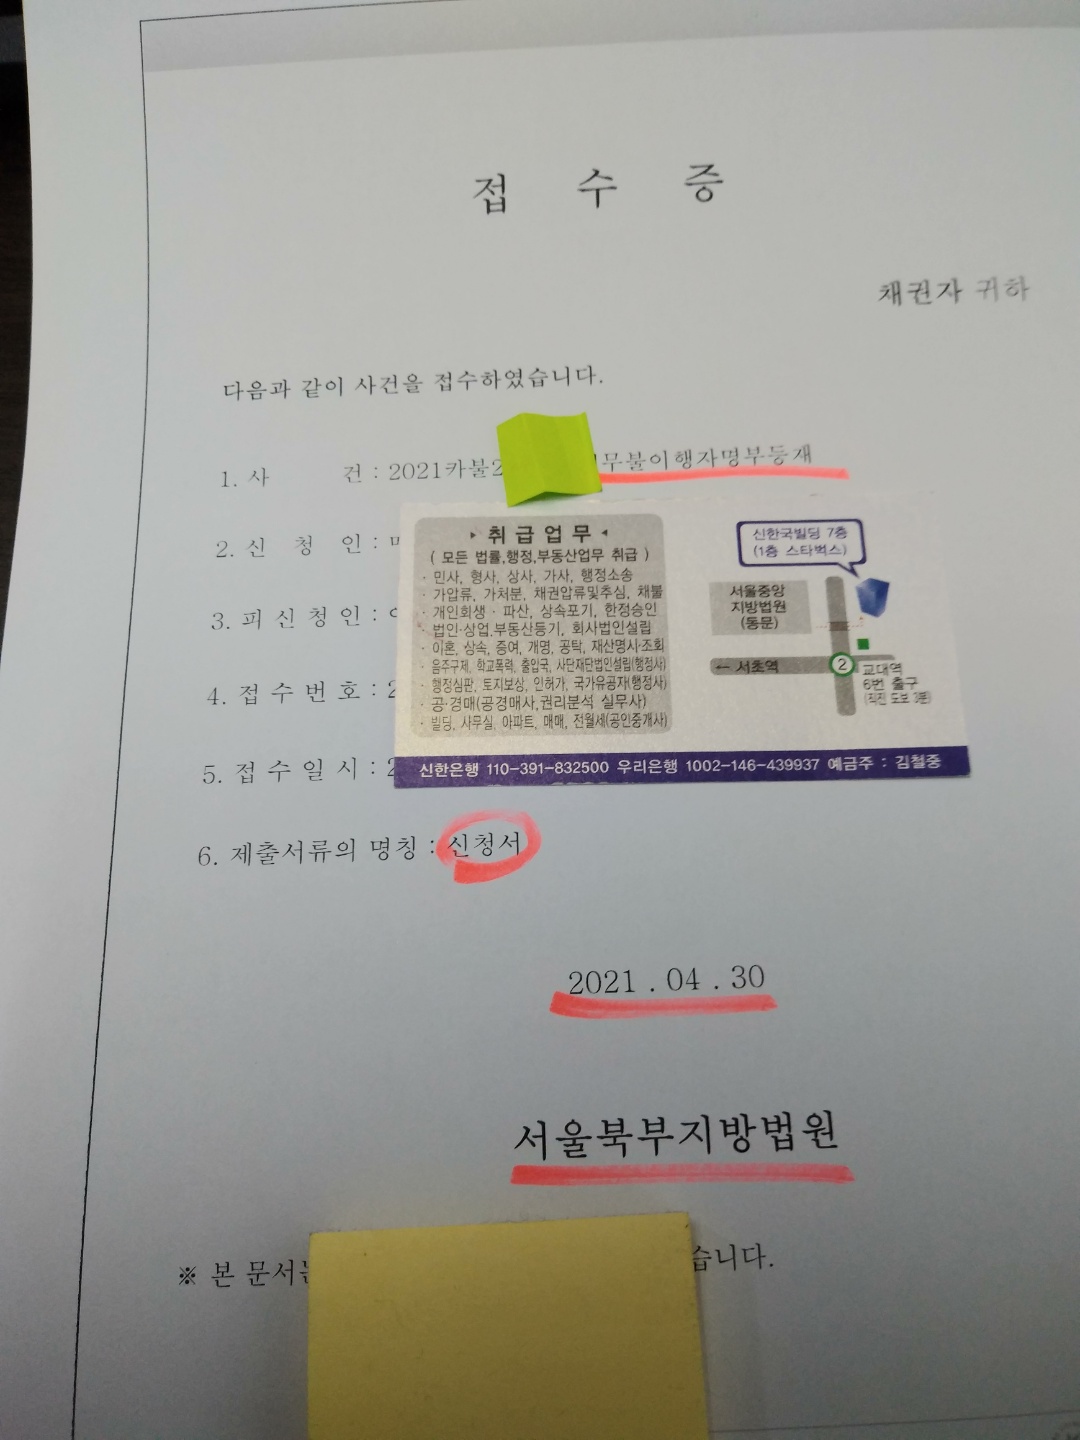 접 수 증
채권자 귀하
다음과 같이 사건을 접수하였습니다.
1. 사 건 : 2021카불2 무불이행자명부등재
2. 신 청 인 :
3. 피 신 청 인 :
4. 접 수 번 호 : 2
5. 접 수 일 시 : 2
6. 제출서류의 명칭 : 신청서
취급업무
( 모든 법률,행정,부동산업무 취급 )
· 민사, 형사, 상사, 가사, 행정소송
· 가압류, 가처분, 채권압류및추심, 채불
· 개인회생 · 파산, 상속포기, 한정승인
· 법인·상업,부동산등기, 회사법인설립
· 이혼, 상속, 증여, 개명, 공탁, 재산명시·조회
· 음주구제, 학교폭력, 출입국, 사단재단법인설립(행정사)
· 행정심판, 토지보상, 인허가, 국가유공자(행정사)
· 공·경매(공경매사,권리분석 실무사)
· 빌딩, 사무실, 아파트, 매매, 전월세(공인중개사)
신한국빌딩 7층
(1층 스타벅스)
서울중앙
지방법원
(동문)
← 서초역
2
교대역
6번 출구
(직진 도보 3분)
신한은행 110-391-832500 우리은행 1002-146-439937 예금주 : 김철중
2021 . 04 . 30
서울북부지방법원
※ 본 문서는 습니다.